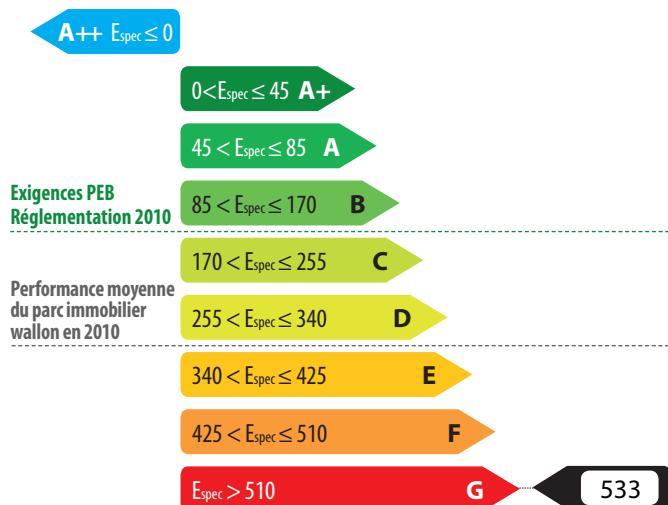 A++ Espec ≤ 0
0<Espec ≤ 45 A+
45 < Espec ≤ 85 A
Exigences PEB
Réglementation 2010
85 < Espec ≤ 170 B
170 < Espec ≤ 255 C
Performance moyenne
du parc immobilier
wallon en 2010
255 < Espec ≤ 340 D
340 < Espec ≤ 425 E
425 < Espec ≤ 510 F
Espec > 510 G 533